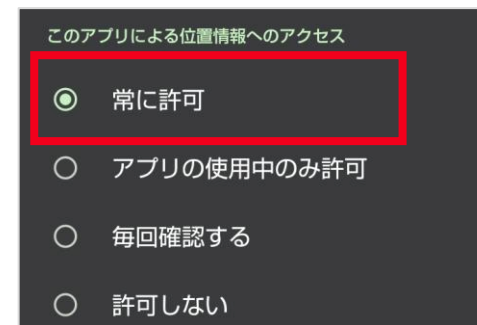 このアプリによる位置情報へのアクセス
常に許可
アプリの使用中のみ許可
毎回確認する
許可しない